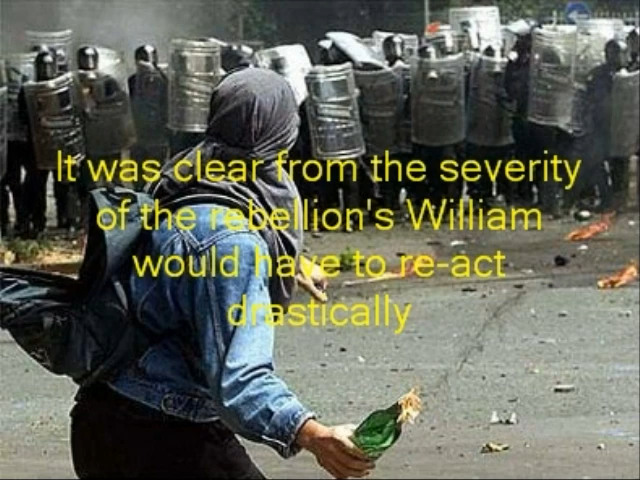 It was clear from the severity
of the rebellion's William
would have to re-act
drastically